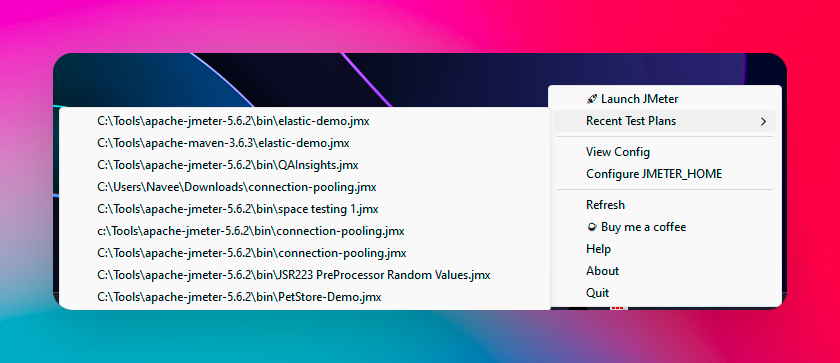 C:\Tools\apache-jmeter-5.6.2\bin\elastic-demo.jmx
C:\Tools\apache-maven-3.6.3\elastic-demo.jmx
C:\Tools\apache-jmeter-5.6.2\bin\QAInsights.jmx
C:\Users\Navee\Downloads\connection-pooling.jmx
C:\Tools\apache-jmeter-5.6.2\bin\space testing 1.jmx
c:\Tools\apache-jmeter-5.6.2\bin\connection-pooling.jmx
C:\Tools\apache-jmeter-5.6.2\bin\connection-pooling.jmx
C:\Tools\apache-jmeter-5.6.2\bin\JSR223 PreProcessor Random Values.jmx
C:\Tools\apache-jmeter-5.6.2\bin\PetStore-Demo.jmx
Launch JMeter
Recent Test Plans
View Config
Configure JMETER_HOME
Refresh
Buy me a coffee
Help
About
Quit